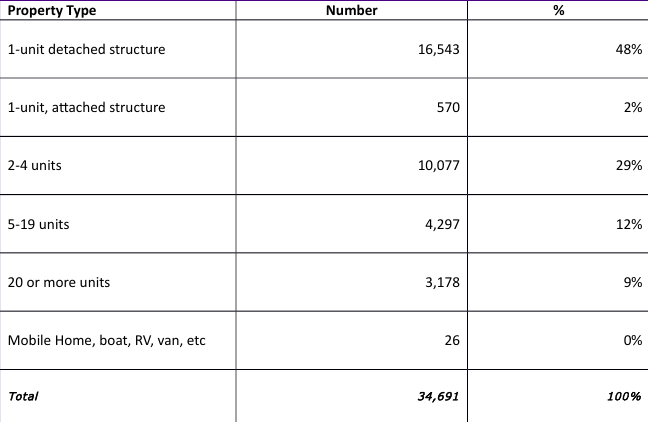 Property Type Number %
1-unit detached structure 16,543 48%
1-unit, attached structure 570 2%
2-4 units 10,077 29%
5-19 units 4,297 12%
20 or more units 3,178 9%
Mobile Home, boat, RV, van, etc 26 0%
Total 34,691 100%